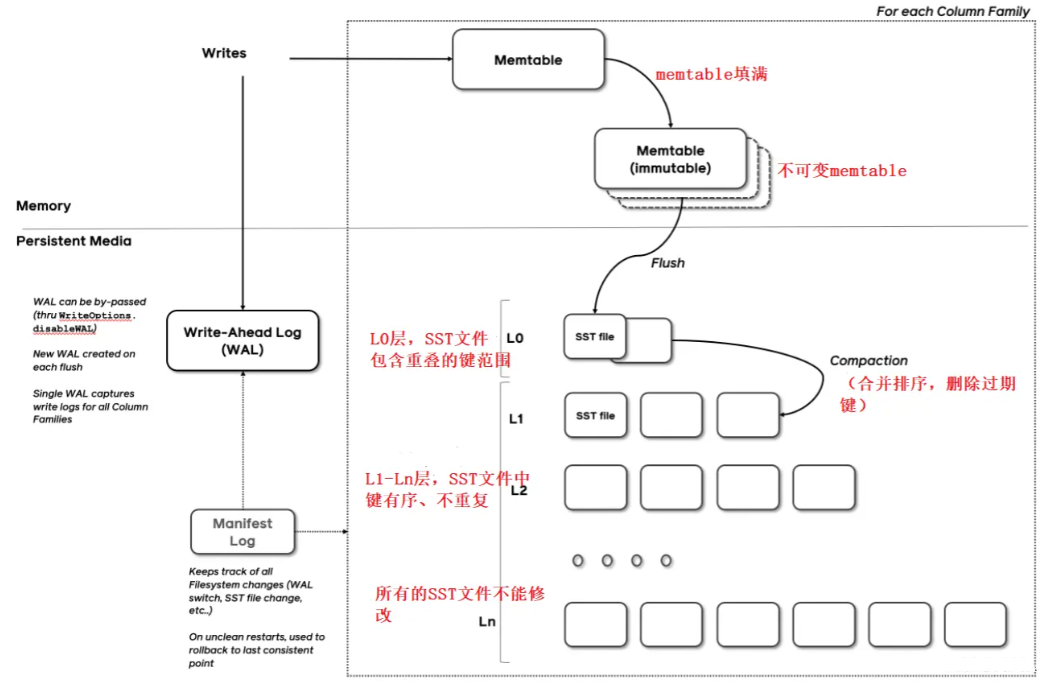 For each Column Family
Writes
Memtable
memtable填满
Memtable
(immutable)
不可变memtable
Memory
Persistent Media
Flush
WAL can be by-passed
(thru WriteOptions.
disableWAL)
New WAL created on
each flush
Single WAL captures
write logs for all Column
Families
Write-Ahead Log
(WAL)
L0层，SST文件
包含重叠的键范围
L0
SST file
Compaction
（合并排序，删除过期
键）
L1
SST file
L1-Ln层，SST文件中
键有序、不重复
L2
Manifest
Log
Keeps track of all
Filesystem changes (WAL
switch, SST file change,
etc..)
On unclean restarts, used to
rollback to last consistent
point
所有的SST文件不能修
改
Ln